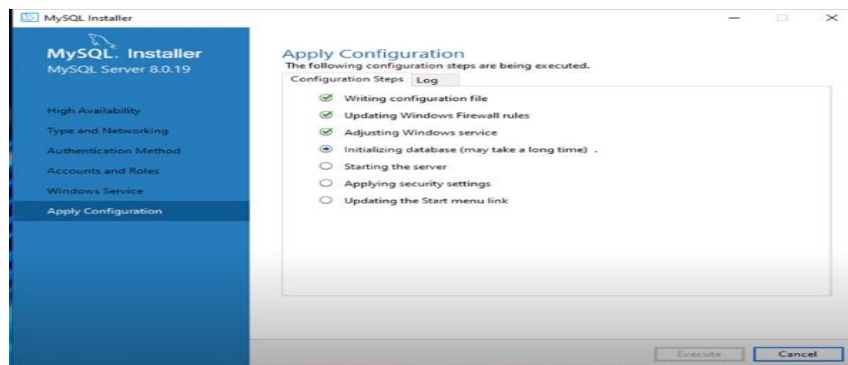 MySQL Installer
MySQL. Installer
MySQL Server 8.0.19
High Availability
Type and Networking
Authentication Method
Accounts and Roles
Windows Service
Apply Configuration
Apply Configuration
The following configuration steps are being executed.
Configuration Steps Log
Writing configuration file
Updating Windows Firewall rules
Adjusting Windows service
Initializing database (may take a long time) .
Starting the server
Applying security settings
Updating the Start menu link
Execute Cancel